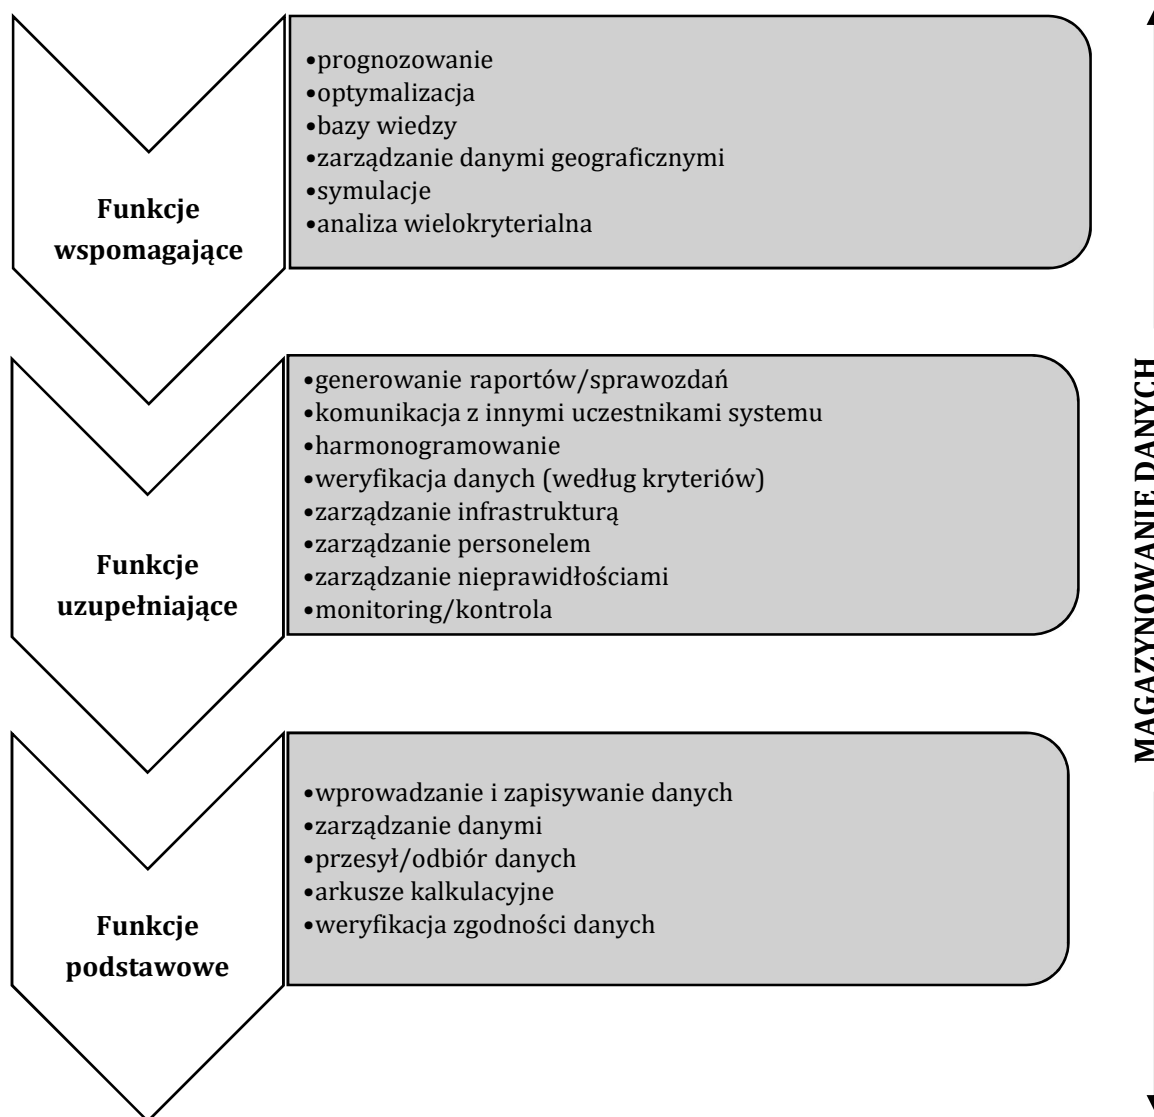 Funkcje
wspomagające
•prognozowanie
•optymalizacja
•bazy wiedzy
•zarządzanie danymi geograficznymi
•symulacje
•analiza wielokryterialna
Funkcje
uzupełniające
•generowanie raportów/sprawozdań
•komunikacja z innymi uczestnikami systemu
•harmonogramowanie
•weryfikacja danych (według kryteriów)
•zarządzanie infrastrukturą
•zarządzanie personelem
•zarządzanie nieprawidłościami
•monitoring/kontrola
Funkcje
podstawowe
•wprowadzanie i zapisywanie danych
•zarządzanie danymi
•przesył/odbiór danych
•arkusze kalkulacyjne
•weryfikacja zgodności danych
MAGAZYNOWANIE DANYCH